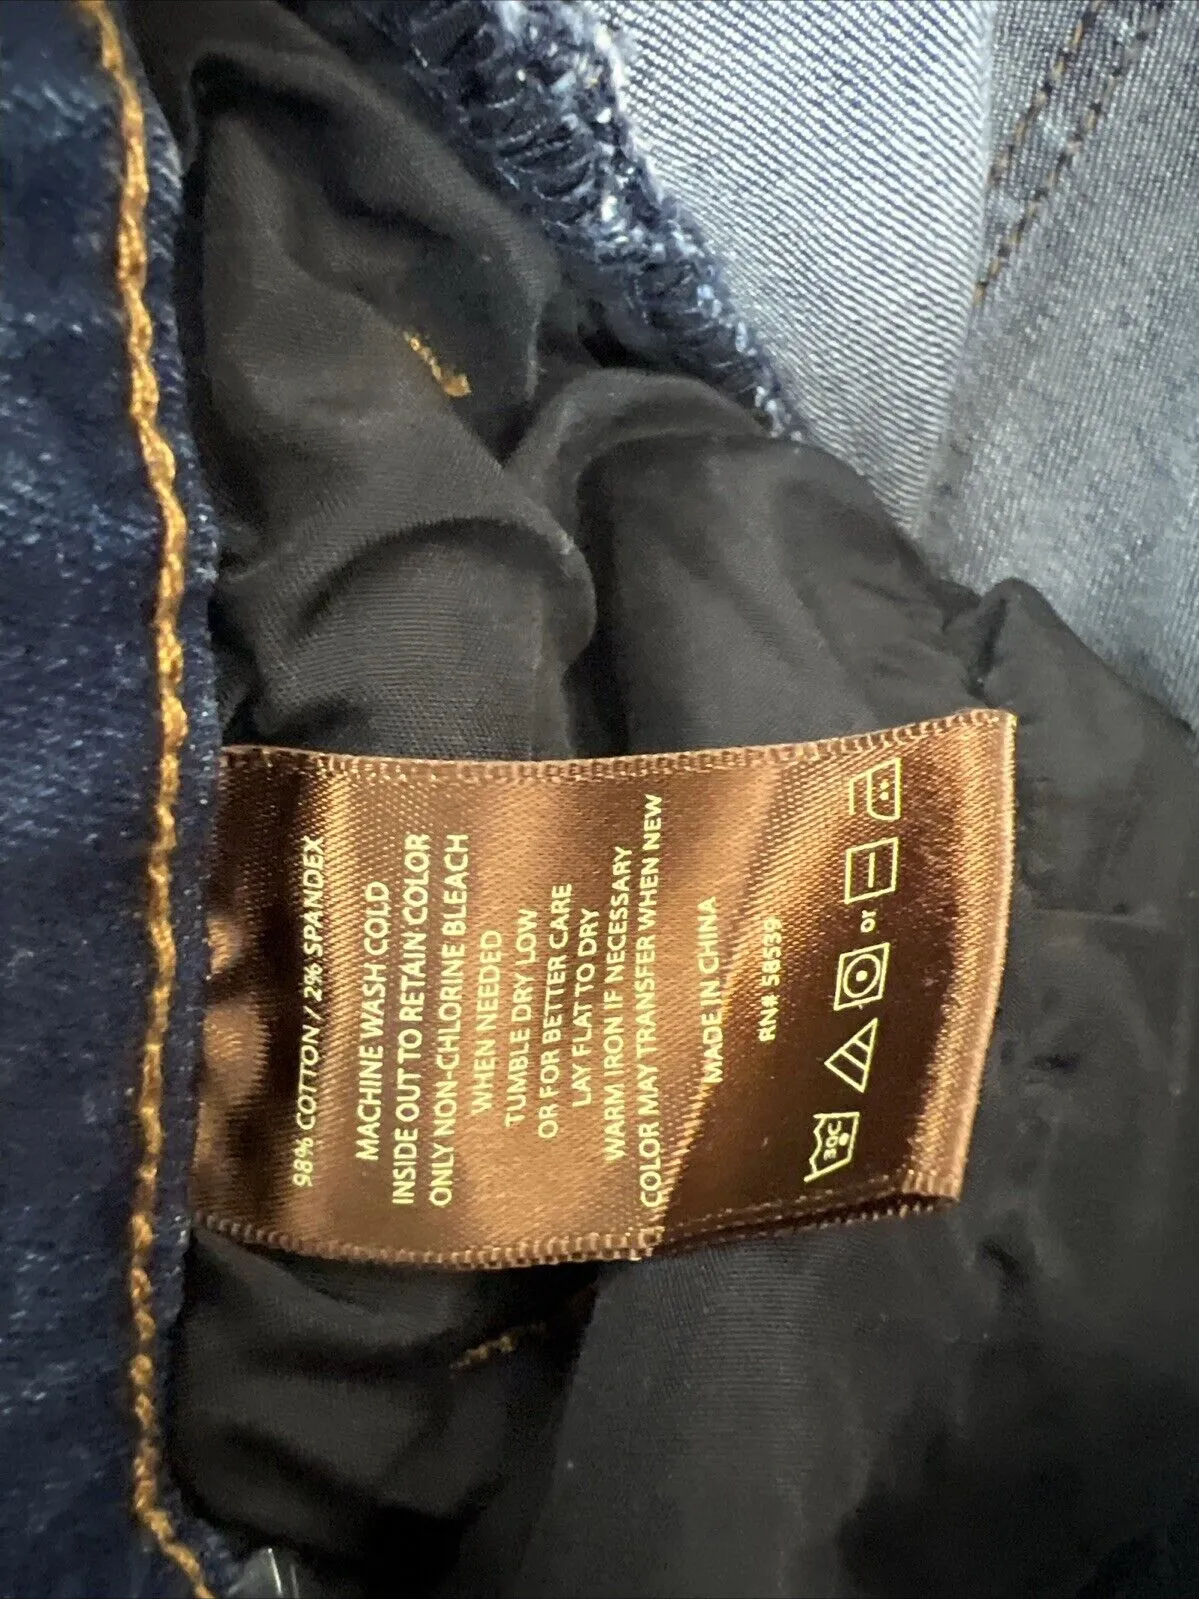 98% COTTON / 2% SPANDEX
MACHINE WASH COLD
INSIDE OUT TO RETAIN COLOR
ONLY NON-CHLORINE BLEACH
WHEN NEEDED
TUMBLE DRY LOW
OR FOR BETTER CARE
LAY FLAT TO DRY
WARM IRON IF NECESSARY
COLOR MAY TRANSFER WHEN NEW
MADE IN CHINA
RN# 58539
30C or